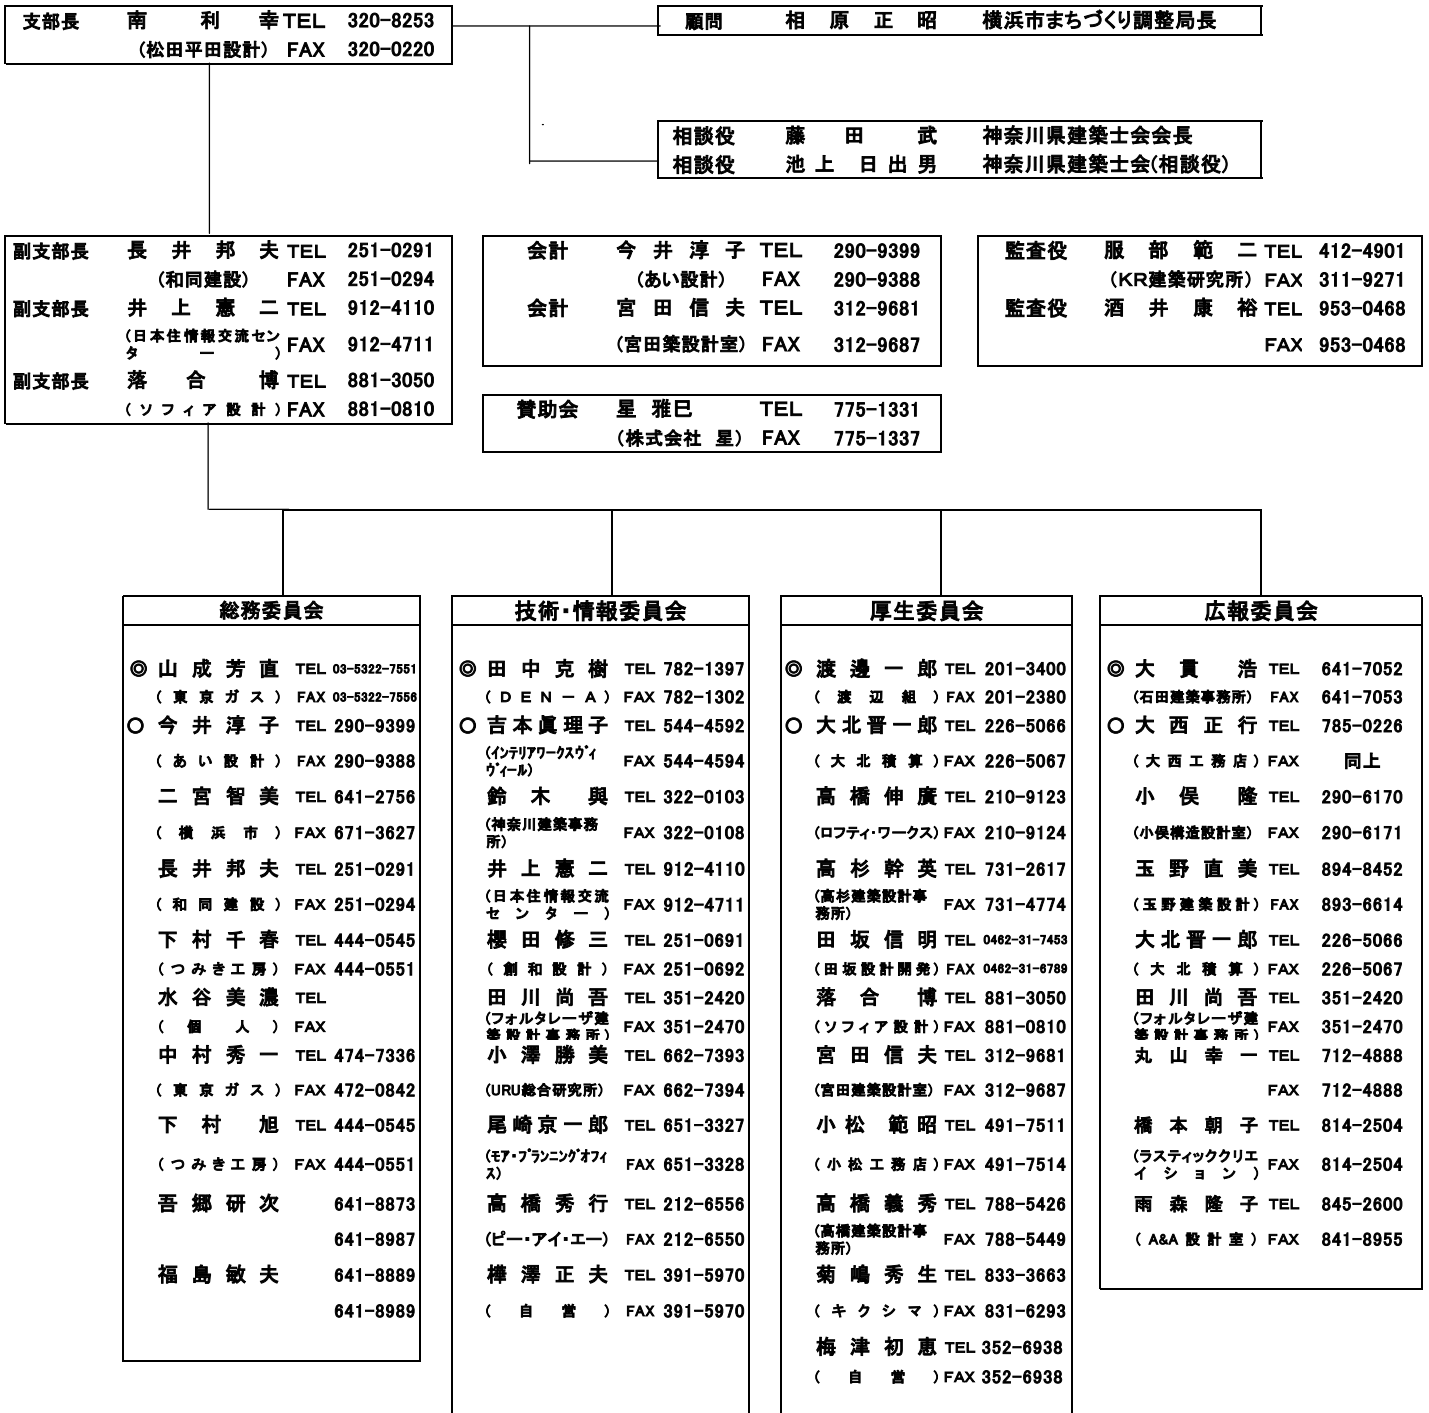 支部長 南 利 幸 TEL 320-8253
(松田平田設計) FAX 320-0220
顧問 相 原 正 昭 横浜市まちづくり調整局長
相談役 藤 田 武 神奈川県建築士会会長
相談役 池 上 日 出 男 神奈川県建築士会(相談役)
副支部長 長 井 邦 夫 TEL 251-0291
(和同建設) FAX 251-0294
副支部長 井 上 憲 二 TEL 912-4110
(日本住情報交流セン
ター) FAX 912-4711
副支部長 落 合 博 TEL 881-3050
(ソフィア設計) FAX 881-0810
会計 今 井 淳 子 TEL 290-9399
(あい設計) FAX 290-9388
会計 宮 田 信 夫 TEL 312-9681
(宮田築設計室) FAX 312-9687
監査役 服 部 範 二 TEL 412-4901
(KR建築研究所) FAX 311-9271
監査役 酒 井 康 裕 TEL 953-0468
FAX 953-0468
賛助会 星 雅巳 TEL 775-1331
(株式会社 星) FAX 775-1337
総務委員会
◎ 山 成 芳 直 TEL 03-5322-7551
(東京ガス) FAX 03-5322-7556
○ 今 井 淳 子 TEL 290-9399
(あい設計) FAX 290-9388
二 宮 智 美 TEL 641-2756
(横浜市) FAX 671-3627
長 井 邦 夫 TEL 251-0291
(和同建設) FAX 251-0294
下 村 千 春 TEL 444-0545
(つみき工房) FAX 444-0551
水 谷 美 濃 TEL
(個人) FAX
中 村 秀 一 TEL 474-7336
(東京ガス) FAX 472-0842
下 村 旭 TEL 444-0545
(つみき工房) FAX 444-0551
吾 郷 研 次 641-8873
641-8987
福 島 敏 夫 641-8889
641-8989
技術・情報委員会
◎ 田 中 克 樹 TEL 782-1397
(DEN-A) FAX 782-1302
○ 吉本眞理子 TEL 544-4592
(インテリアワークスヴィ
ヴィール) FAX 544-4594
鈴 木 與 TEL 322-0103
(神奈川建築事務
所) FAX 322-0108
井 上 憲 二 TEL 912-4110
(日本住情報交流
センター) FAX 912-4711
櫻 田 修 三 TEL 251-0691
(創和設計) FAX 251-0692
田 川 尚 吾 TEL 351-2420
(フォルタレーザ建
築設計事務所) FAX 351-2470
小 澤 勝 美 TEL 662-7393
(URU総合研究所) FAX 662-7394
尾崎京一郎 TEL 651-3327
(モア・プランニングオフィ
ス) FAX 651-3328
高 橋 秀 行 TEL 212-6556
(ピー・アイ・エー) FAX 212-6550
樺 澤 正 夫 TEL 391-5970
(自営) FAX 391-5970
厚生委員会
◎ 渡 邊 一 郎 TEL 201-3400
(渡辺組) FAX 201-2380
○ 大北晋一郎 TEL 226-5066
(大北積算) FAX 226-5067
高 橋 伸 廣 TEL 210-9123
(ロフティ・ワークス) FAX 210-9124
高 杉 幹 英 TEL 731-2617
(高杉建築設計事
務所) FAX 731-4774
田 坂 信 明 TEL 0462-31-7453
(田坂設計開発) FAX 0462-31-6789
落 合 博 TEL 881-3050
(ソフィア設計) FAX 881-0810
宮 田 信 夫 TEL 312-9681
(宮田建築設計室) FAX 312-9687
小 松 範 昭 TEL 491-7511
(小松工務店) FAX 491-7514
高 橋 義 秀 TEL 788-5426
(高橋建築設計事
務所) FAX 788-5449
菊 嶋 秀 生 TEL 833-3663
(キクシマ) FAX 831-6293
梅 津 初 恵 TEL 352-6938
(自営) FAX 352-6938
広報委員会
◎ 大 貫 浩 TEL 641-7052
(石田建築事務所) FAX 641-7053
○ 大 西 正 行 TEL 785-0226
(大西工務店) FAX 同上
小 俣 隆 TEL 290-6170
(小俣構造設計室) FAX 290-6171
玉 野 直 美 TEL 894-8452
(玉野建築設計) FAX 893-6614
大北晋一郎 TEL 226-5066
(大北積算) FAX 226-5067
田 川 尚 吾 TEL 351-2420
(フォルタレーザ建
築設計事務所) FAX 351-2470
丸 山 幸 一 TEL 712-4888
FAX 712-4888
橋 本 朝 子 TEL 814-2504
(ラスティッククリエ
イション) FAX 814-2504
雨 森 隆 子 TEL 845-2600
(A&A設計室) FAX 841-8955